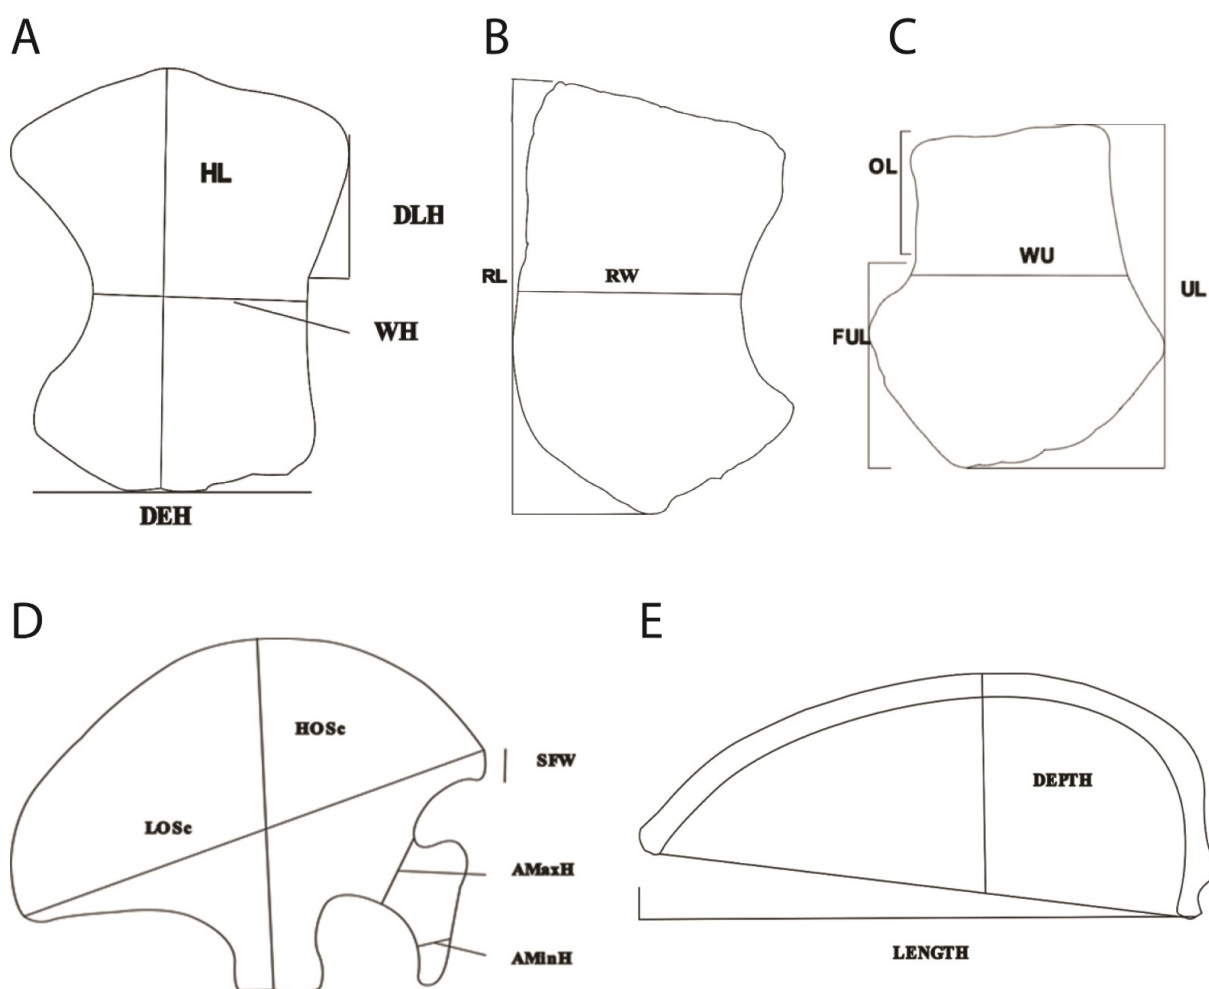 A
B
C
HL
DLH
WH
DEH
RL
RW
OL
WU
UL
FUL
D
E
HOSc
SFW
LOSc
AMaxH
AMinH
DEPTH
LENGTH